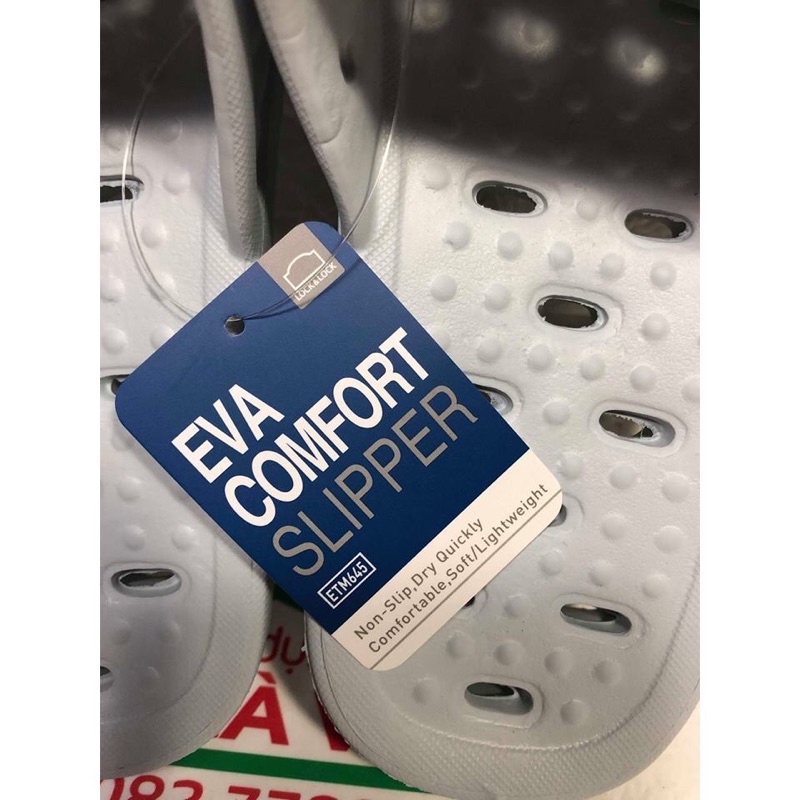 LOCK&LOCK
EVA
COMFORT
SLIPPER
ETM645
Non-Slip,Dry Quickly
Comfortable,Soft/Lightweight